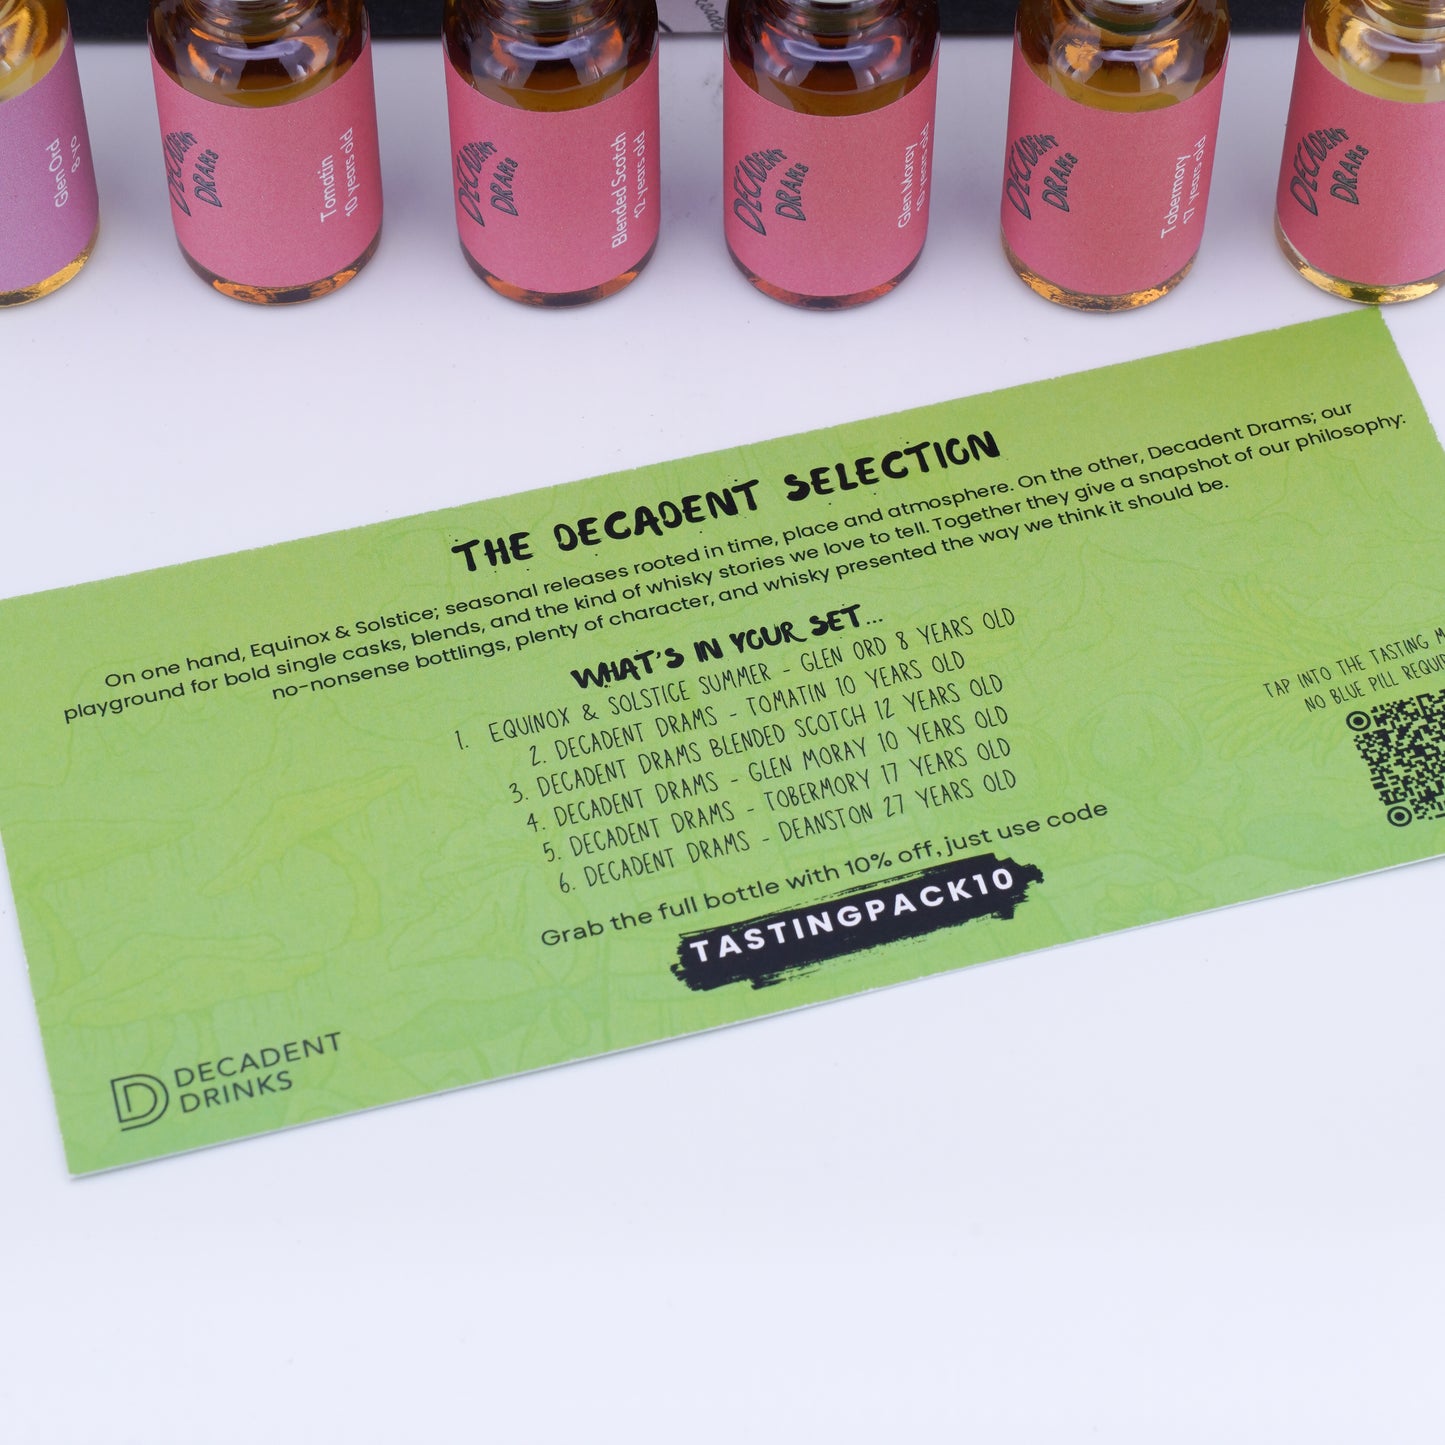 Glen Ord
DECADENT
DRAMS
Tomatin
10 years old
DECADENT
DRAMS
Blended Scotch
12 years old
DECADENT
DRAMS
Glen Moray
10 years old
DECADENT
DRAMS
Tobermory
17 years old
DECADENT
DRAMS
THE DECADENT SELECTION
On one hand, Equinox & Solstice; seasonal releases rooted in time, place and atmosphere. On the other, Decadent Drams; our
playground for bold single casks, blends, and the kind of whisky stories we love to tell. Together they give a snapshot of our philosophy:
no-nonsense bottlings, plenty of character, and whisky presented the way we think it should be.
WHAT'S IN YOUR SET...
1. EQUINOX & SOLSTICE SUMMER - GLEN ORD 8 YEARS OLD
2. DECADENT DRAMS - TOMATIN 10 YEARS OLD
3. DECADENT DRAMS BLENDED SCOTCH 12 YEARS OLD
4. DECADENT DRAMS - GLEN MORAY 10 YEARS OLD
5. DECADENT DRAMS - TOBERMORY 17 YEARS OLD
6. DECADENT DRAMS - DEANSTON 27 YEARS OLD
Grab the full bottle with 10% off, just use code
TASTINGPACK10
TAP INTO THE TASTING
NO BLUE PILL
DECADENT
DRINKS